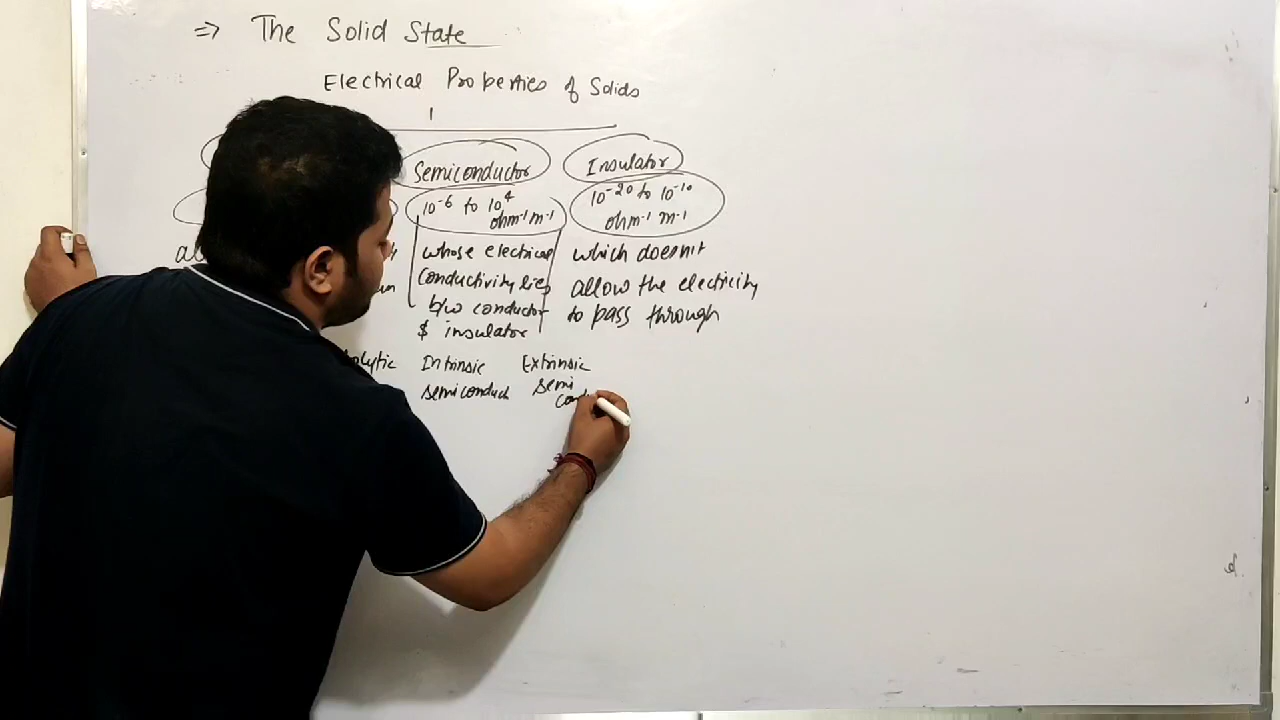 ⇒ The Solid State
Electrical Properties of Solids
Semiconductor Insulator
10⁻⁶ to 10⁴ ohm⁻¹ m⁻¹
10⁻²⁰ to 10⁻¹⁰ ohm⁻¹ m⁻¹
whose electrical
conductivity lies
b/w conductor
$ insulator
which doesn't
allow the electricity
to pass through
Intrinsic
semiconduct
Extrinsic
semi